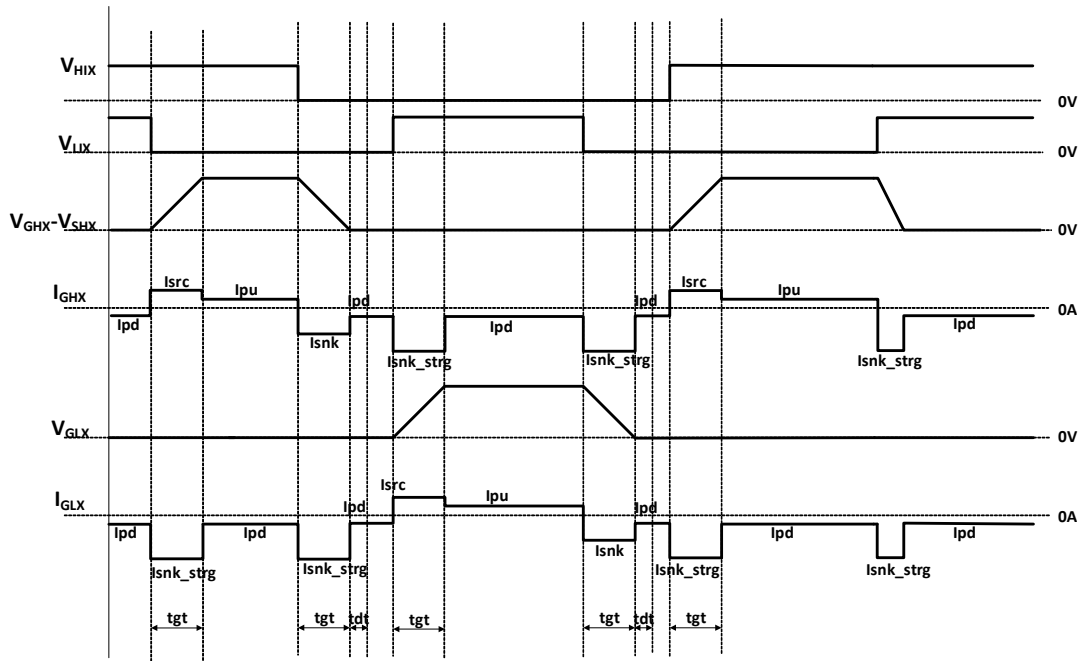 VHIX
0V
VLIX
0V
VGHX-VSHX
0V
Isrc Ipu Ipd Isrc Ipu
IGHX
0A
Ipd Isnk Ipd Ipd
Isnk_strg Isnk_strg Isnk_strg
VGLX
0V
Isrc Ipu
IGLX
Ipd Ipd
0A
Ipd Ipd Isnk Ipd Ipd
Isnk_strg Isnk_strg Isnk_strg Isnk_strg
tgt tgt tdt tgt tgt tdt tgt